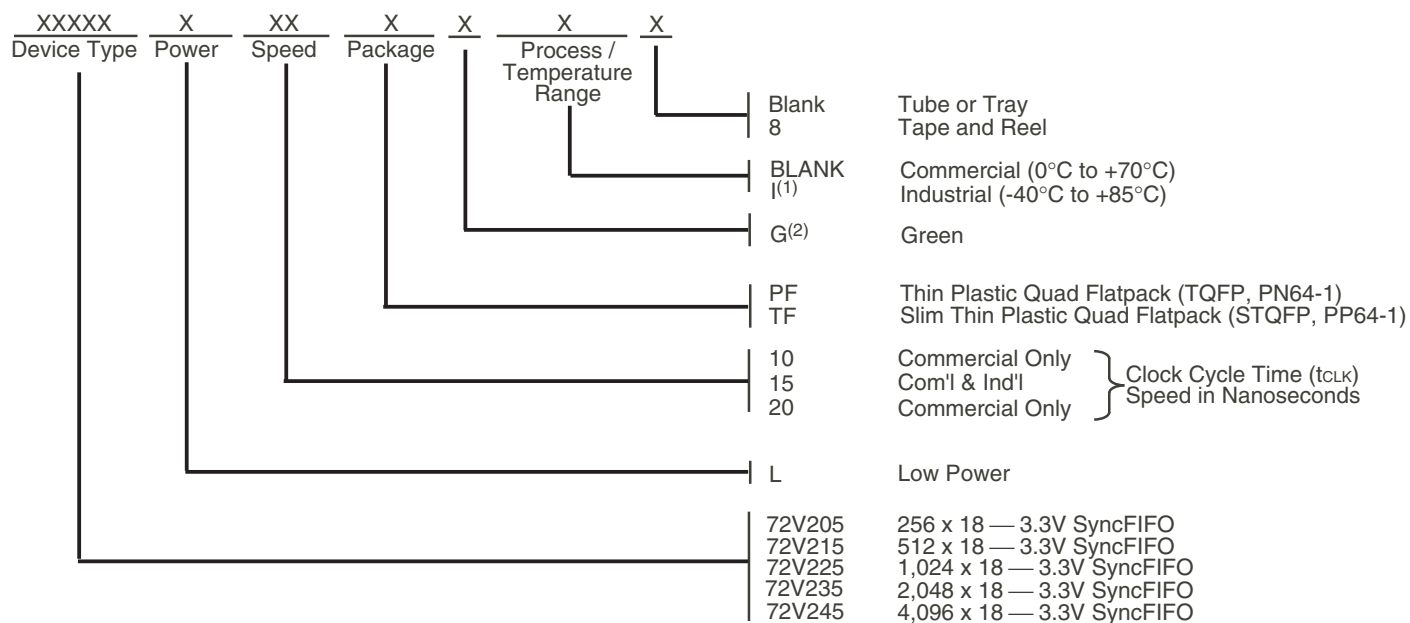 XXXXX X XX X X X X
Device Type Power Speed Package Process /
Temperature
Range
Blank Tube or Tray
8 Tape and Reel
BLANK Commercial (0°C to +70°C)
I(1) Industrial (-40°C to +85°C)
G(2) Green
PF Thin Plastic Quad Flatpack (TQFP, PN64-1)
TF Slim Thin Plastic Quad Flatpack (STQFP, PP64-1)
10 Commercial Only
15 Com'l & Ind'l
20 Commercial Only
Clock Cycle Time (tCLK)
Speed in Nanoseconds
L Low Power
72V205 256 x 18 — 3.3V SyncFIFO
72V215 512 x 18 — 3.3V SyncFIFO
72V225 1,024 x 18 — 3.3V SyncFIFO
72V235 2,048 x 18 — 3.3V SyncFIFO
72V245 4,096 x 18 — 3.3V SyncFIFO